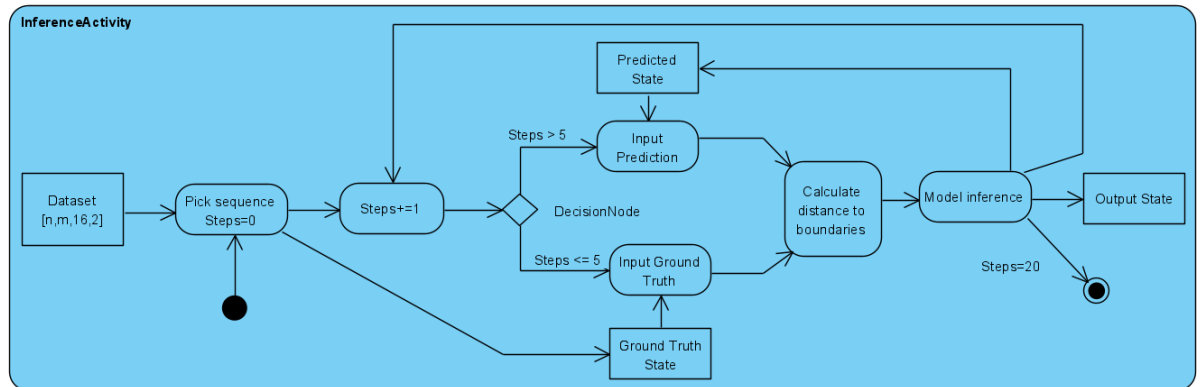 InferenceActivity
Predicted
State
Steps > 5
Input
Prediction
Dataset
[n,m,16,2]
Pick sequence
Steps=0
Steps+=1
DecisionNode
Calculate
distance to
boundaries
Model inference
Output State
Steps <= 5
Input Ground
Truth
Steps=20
Ground Truth
State